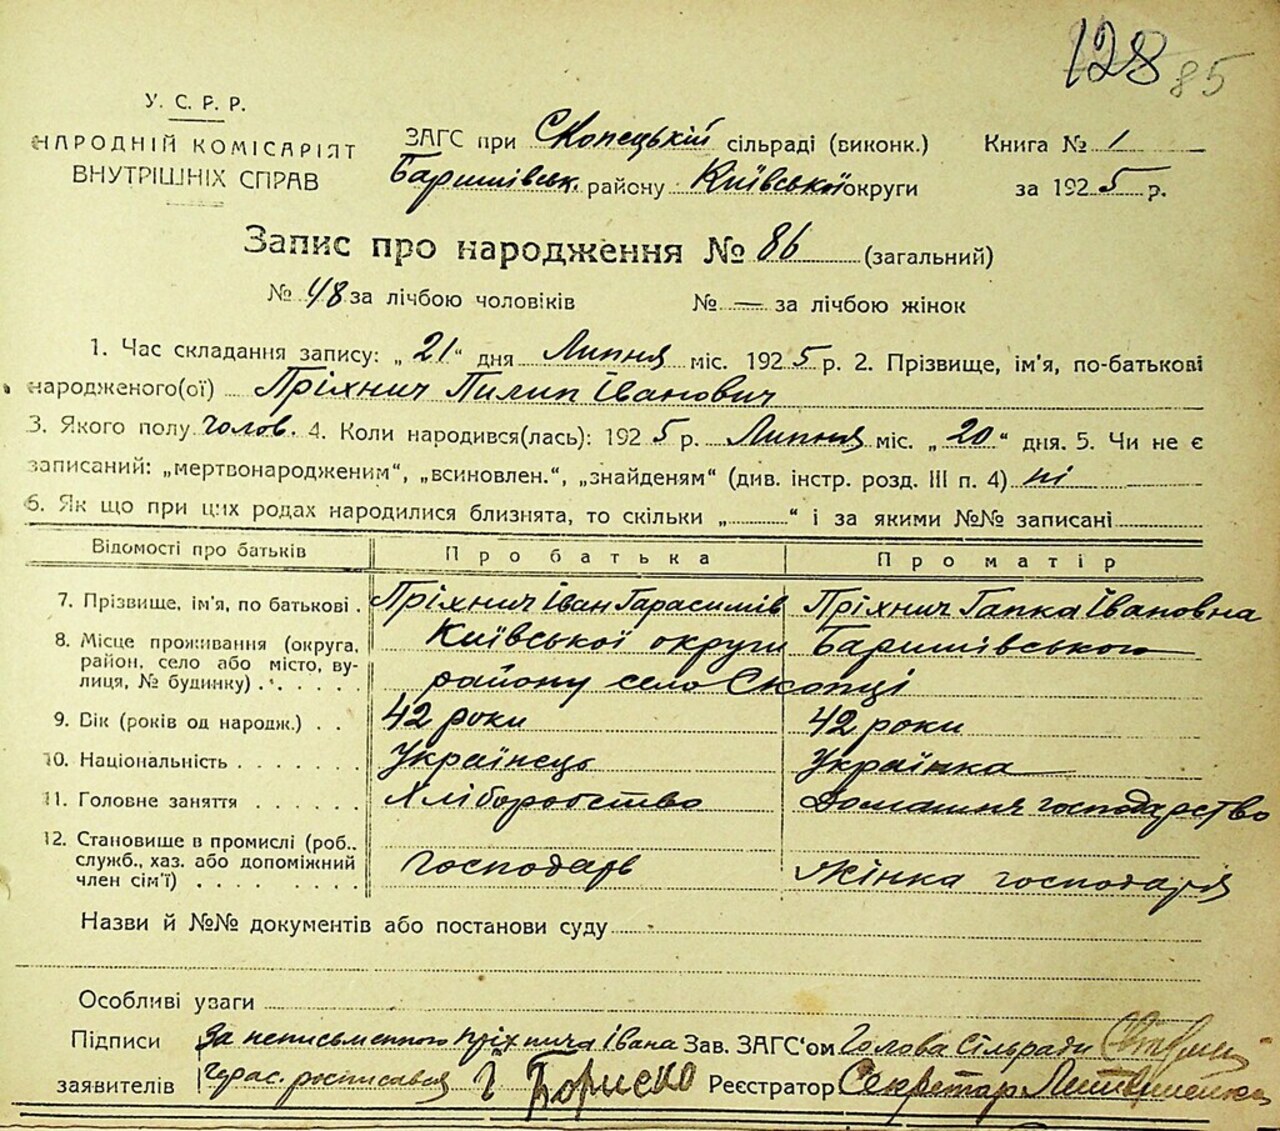 128 85
У. С. Р. Р.
НАРОДНІЙ КОМІСАРІЯТ
ВНУТРІШНІХ СПРАВ
ЗАГС при Скопецькій сільраді (виконк.) Книга № 1
Баришівськ. району Київської округи за 1925 р.
Запис про народження № 86 (загальний)
№ 48 за лічбою чоловіків № — за лічбою жінок
1. Час складання запису: „21“ дня Липня міс. 1925 р. 2. Прізвище, ім'я, по-батькові
народженого(ої) Пріхнич Пилип Іванович
3. Якого полу чолов. 4. Коли народився(лась): 1925 р. Липня міс. „20“ дня. 5. Чи не є
записаний: „мертвонародженим“, „всиновлен.“, „знайденям“ (див. інстр. розд. III п. 4) ні
6. Як що при цих родах народилися близнята, то скільки „ “ і за якими №№ записані
Відомості про батьків Про батька Про матір
7. Прізвище, ім'я, по батькові . Пріхнич Іван Гарасимів Пріхнич Гапка Івановна
8. Місце проживання (округа, Київської округи Баришівського
район, село або місто, ву-
лиця, № будинку) . . . . . . району село Скопці
9. Вік (років од народж.) . . 42 роки 42 роки
10. Національність . . . . . . . Українець Українка
11. Головне заняття . . . . . . Хліборобство Домашнє господарство
12. Становище в промислі (роб.,
служб., хаз. або допоміжний господарь жінка господаря
член сім'ї) . . . . . . . . .
Назви й №№ документів або постанови суду
Особливі уваги
Підписи За неписьменного Пріхнича Івана Зав. ЗАГС'ом Голова Сільради
заявителів Гарас. росписався Г Бориско Реєстратор Секретар Литвиненко